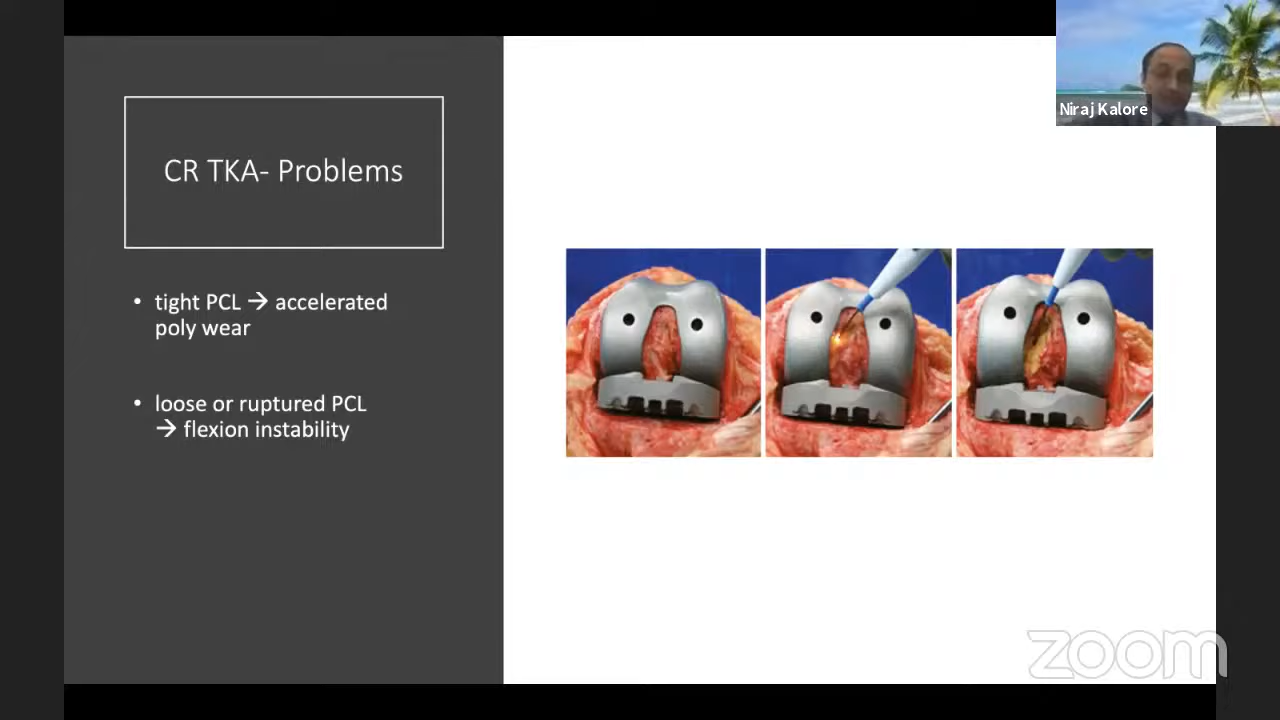 Niraj Kalore
CR TKA- Problems
• tight PCL → accelerated
poly wear
• loose or ruptured PCL
→ flexion instability
zoom